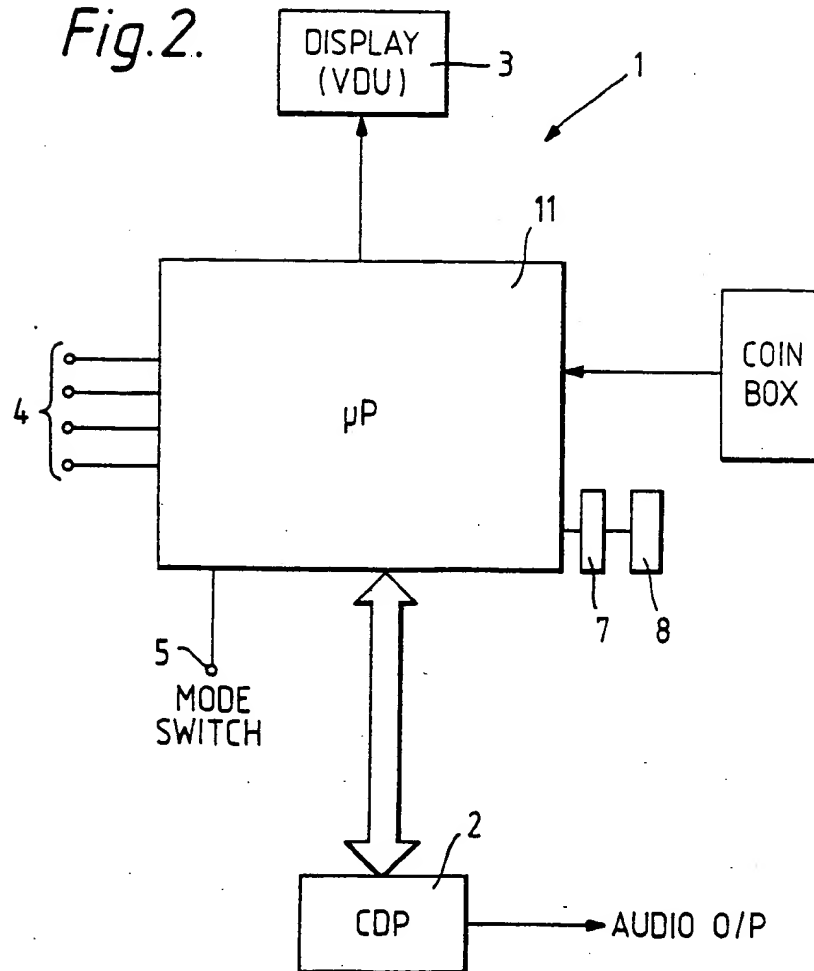 Fig.2.
DISPLAY
(VDU)
3
1
11
COIN
BOX
4
µP
7
8
5
MODE
SWITCH
2
CDP
AUDIO O/P